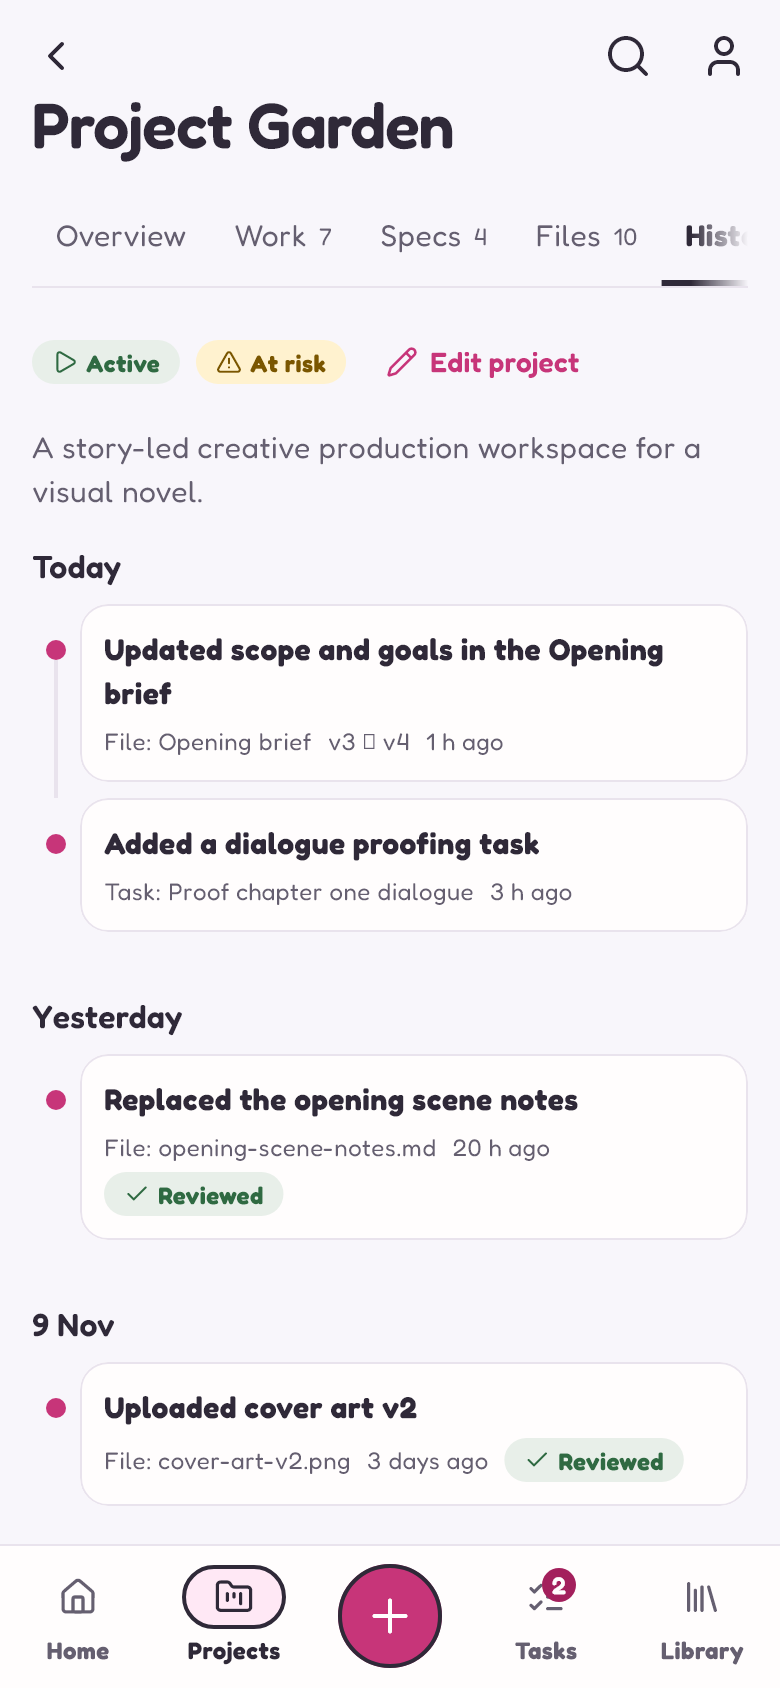 Project Garden
Overview Work 7 Specs 4 Files 10 Histo
Active At risk Edit project
A story-led creative production workspace for a
visual novel.
Today
Updated scope and goals in the Opening
brief
File: Opening brief v3 □ v4 1 h ago
Added a dialogue proofing task
Task: Proof chapter one dialogue 3 h ago
Yesterday
Replaced the opening scene notes
File: opening-scene-notes.md 20 h ago
Reviewed
9 Nov
Uploaded cover art v2
File: cover-art-v2.png 3 days ago Reviewed
2
Home Projects Tasks Library